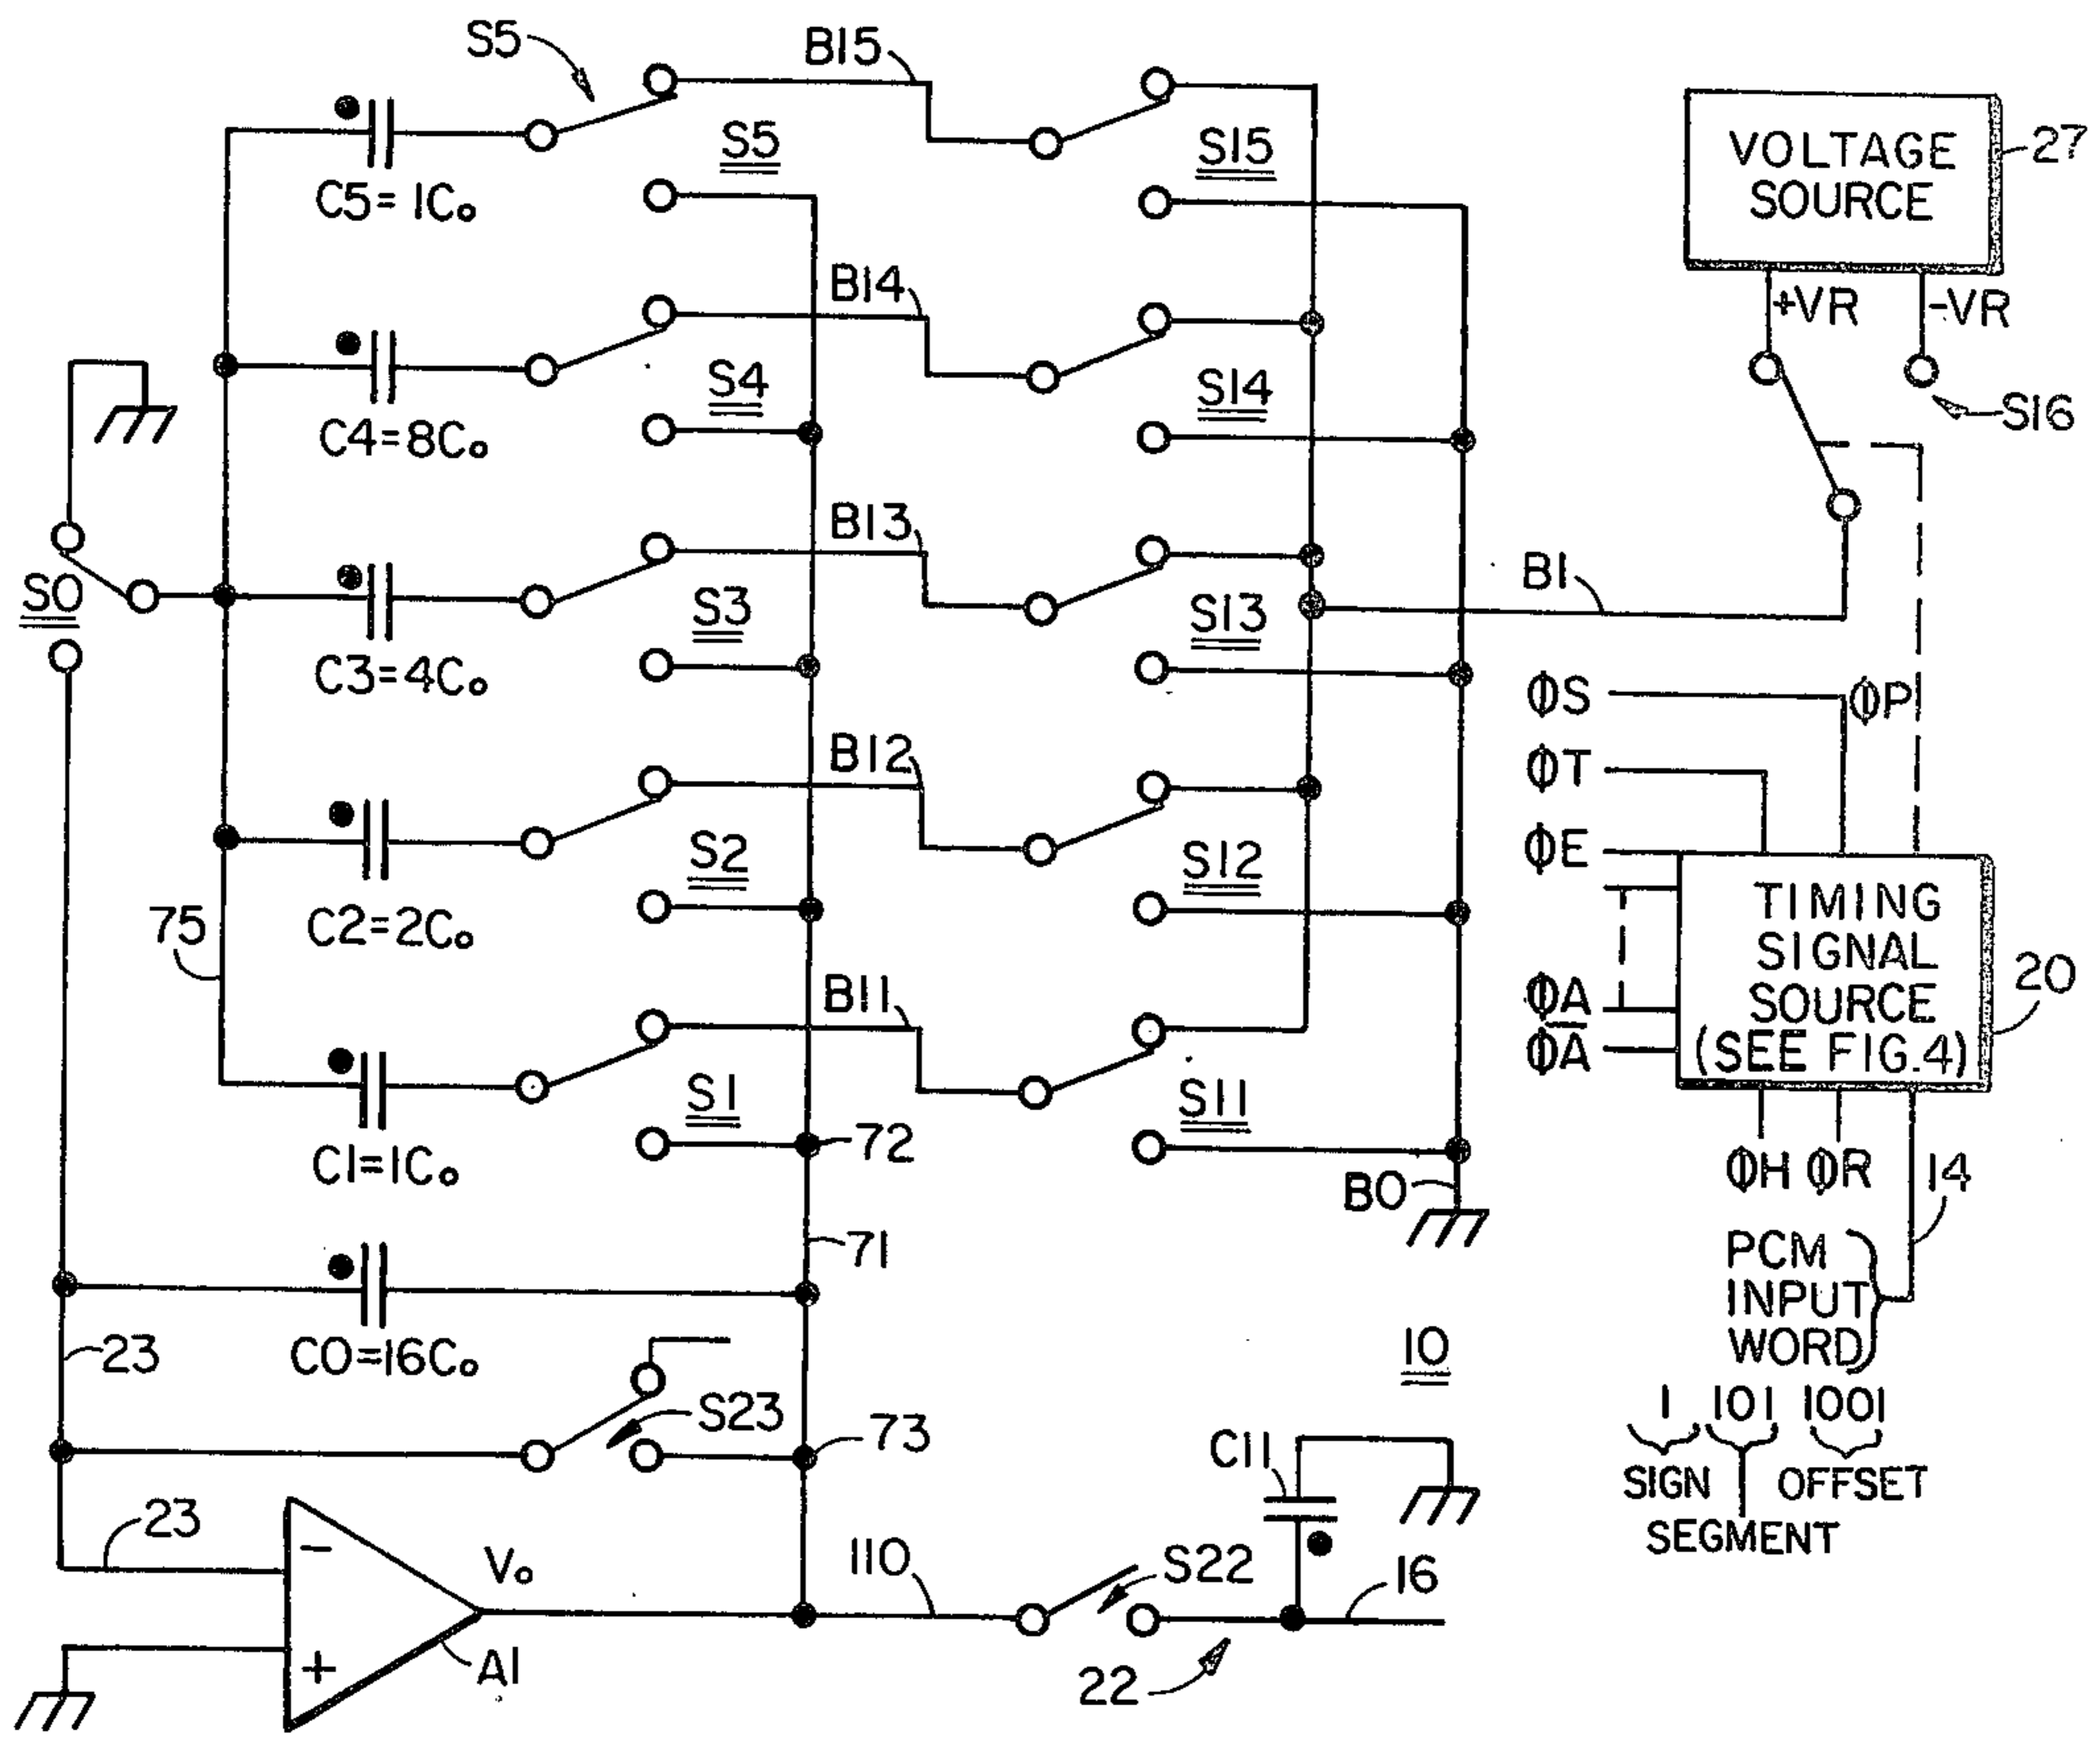 S5
B15
S5
S15
C5=1C₀
VOLTAGE
SOURCE
27
+VR
-VR
S16
B14
S4
S14
C4=8C₀
B13
S0
S3
S13
C3=4C₀
B1
ΦS
ΦP
ΦT
ΦE
B12
S2
S12
C2=2C₀
75
TIMING
SIGNAL
SOURCE
(SEE FIG.4)
20
ΦA
Φ̅A̅
B11
S1
S11
C1=1C₀
72
B0
ΦH ΦR
14
71
PCM
INPUT
WORD
23
C0=16C₀
10
S23
73
1 101 1001
SIGN OFFSET
SEGMENT
C11
23
V₀
110
S22
16
-
+
A1
22